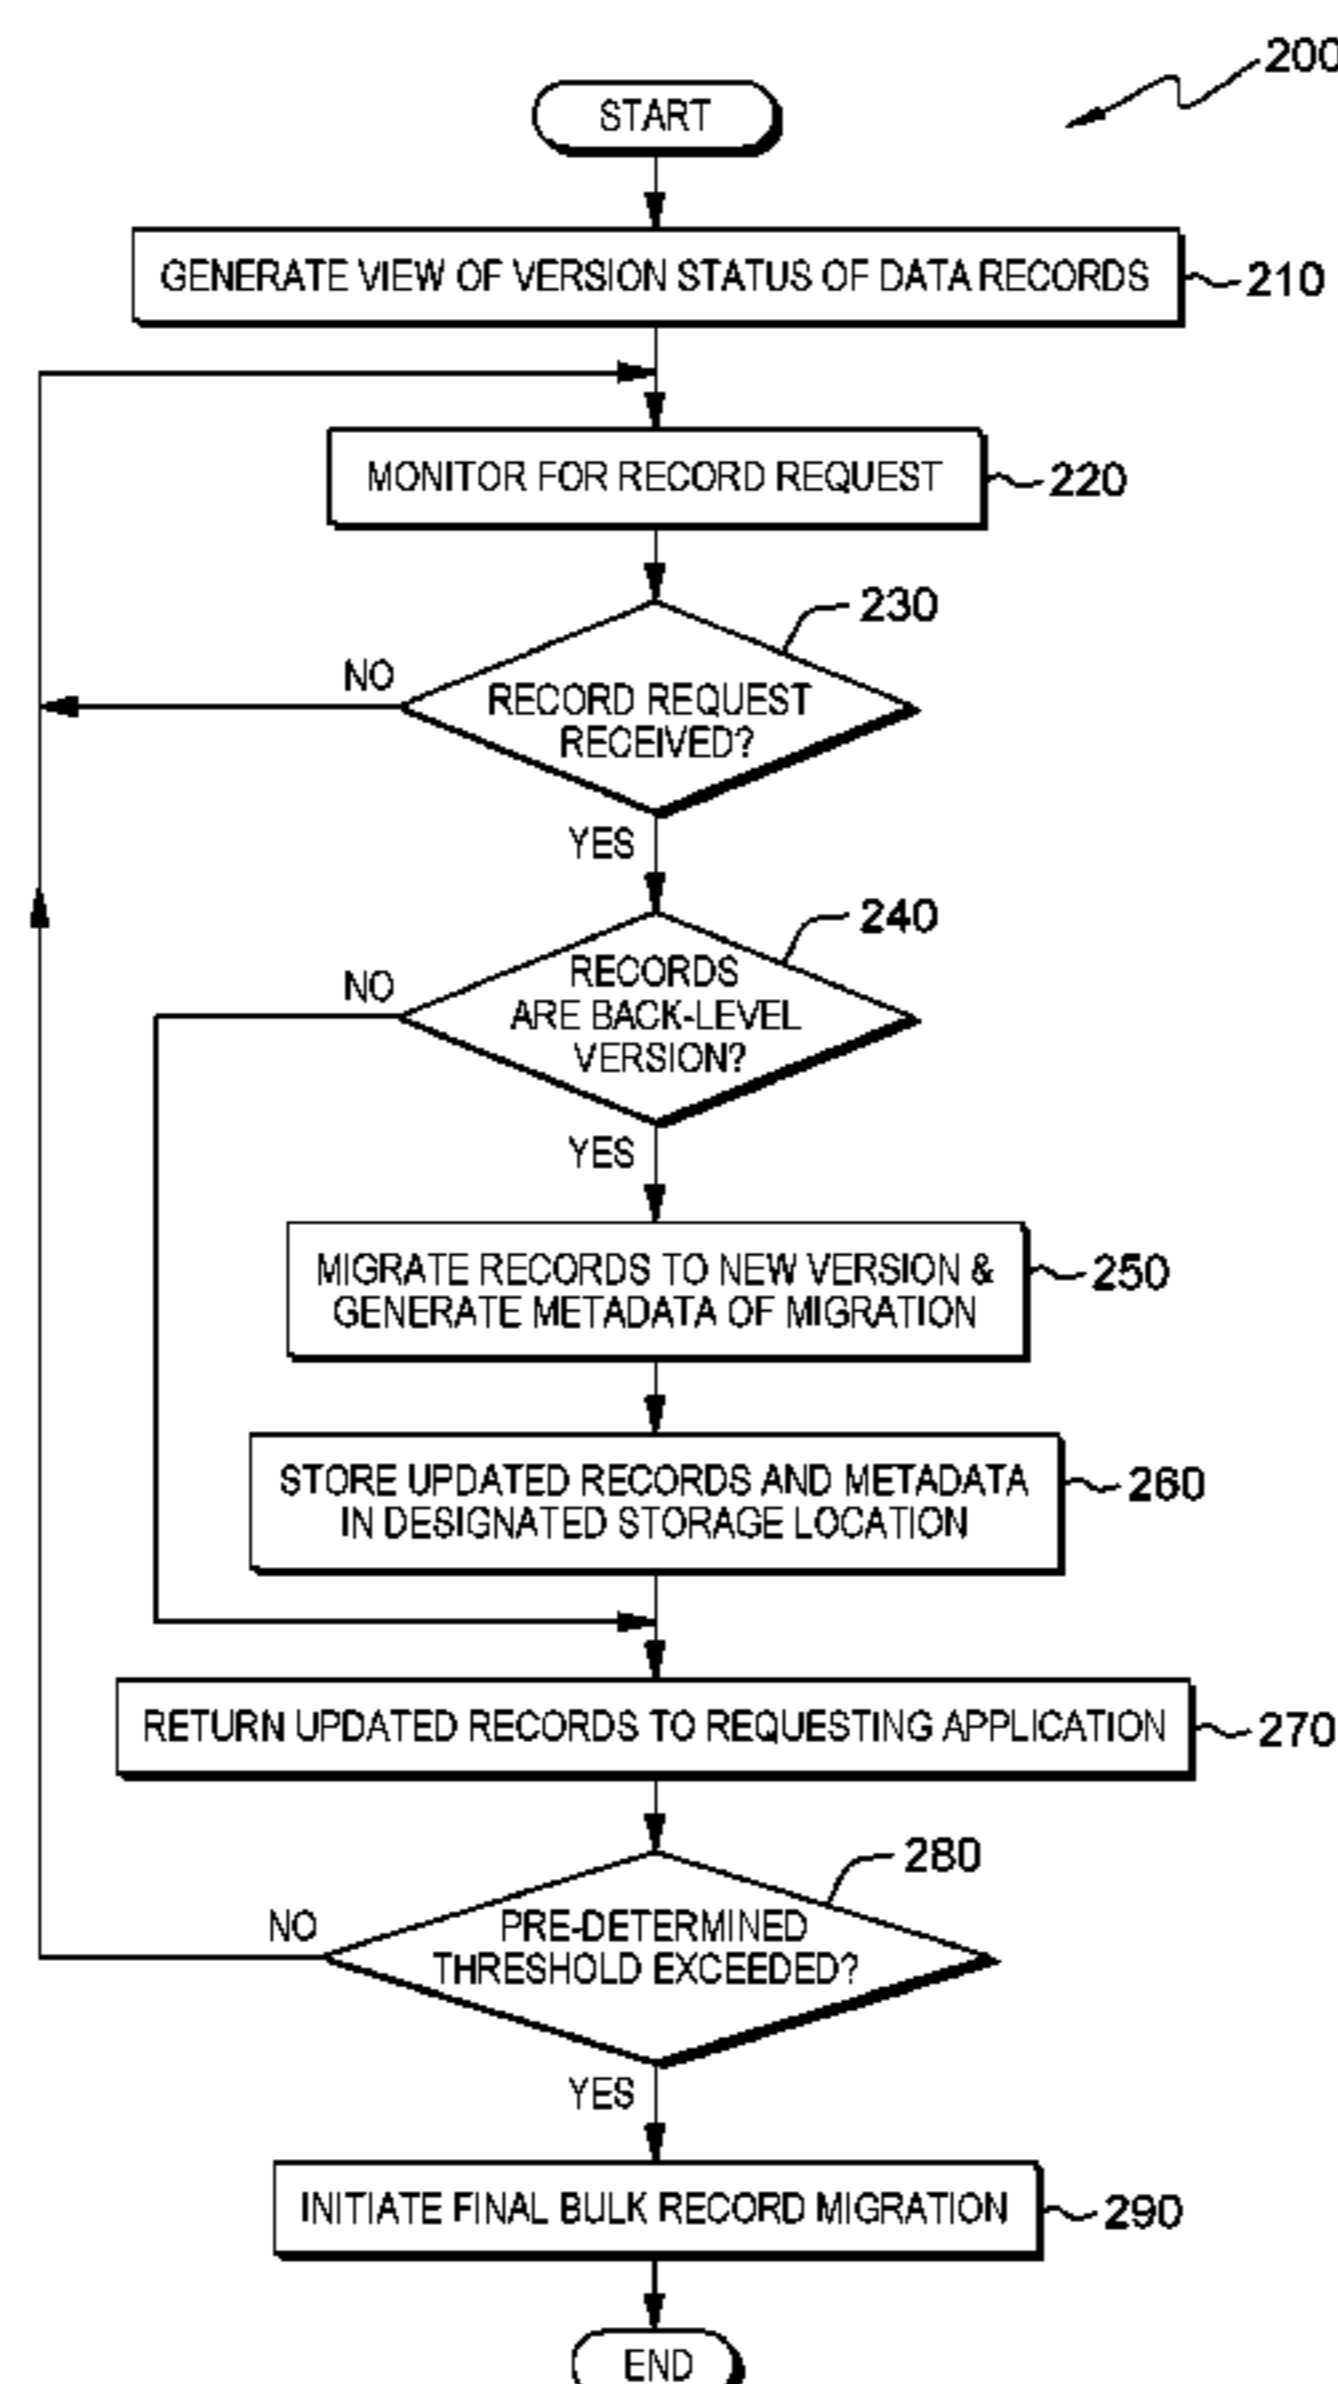 200
START
GENERATE VIEW OF VERSION STATUS OF DATA RECORDS
210
MONITOR FOR RECORD REQUEST
220
230
NO
RECORD REQUEST
RECEIVED?
YES
240
NO
RECORDS
ARE BACK-LEVEL
VERSION?
YES
MIGRATE RECORDS TO NEW VERSION &
GENERATE METADATA OF MIGRATION
250
STORE UPDATED RECORDS AND METADATA
IN DESIGNATED STORAGE LOCATION
260
RETURN UPDATED RECORDS TO REQUESTING APPLICATION
270
280
NO
PRE-DETERMINED
THRESHOLD EXCEEDED?
YES
INITIATE FINAL BULK RECORD MIGRATION
290
END